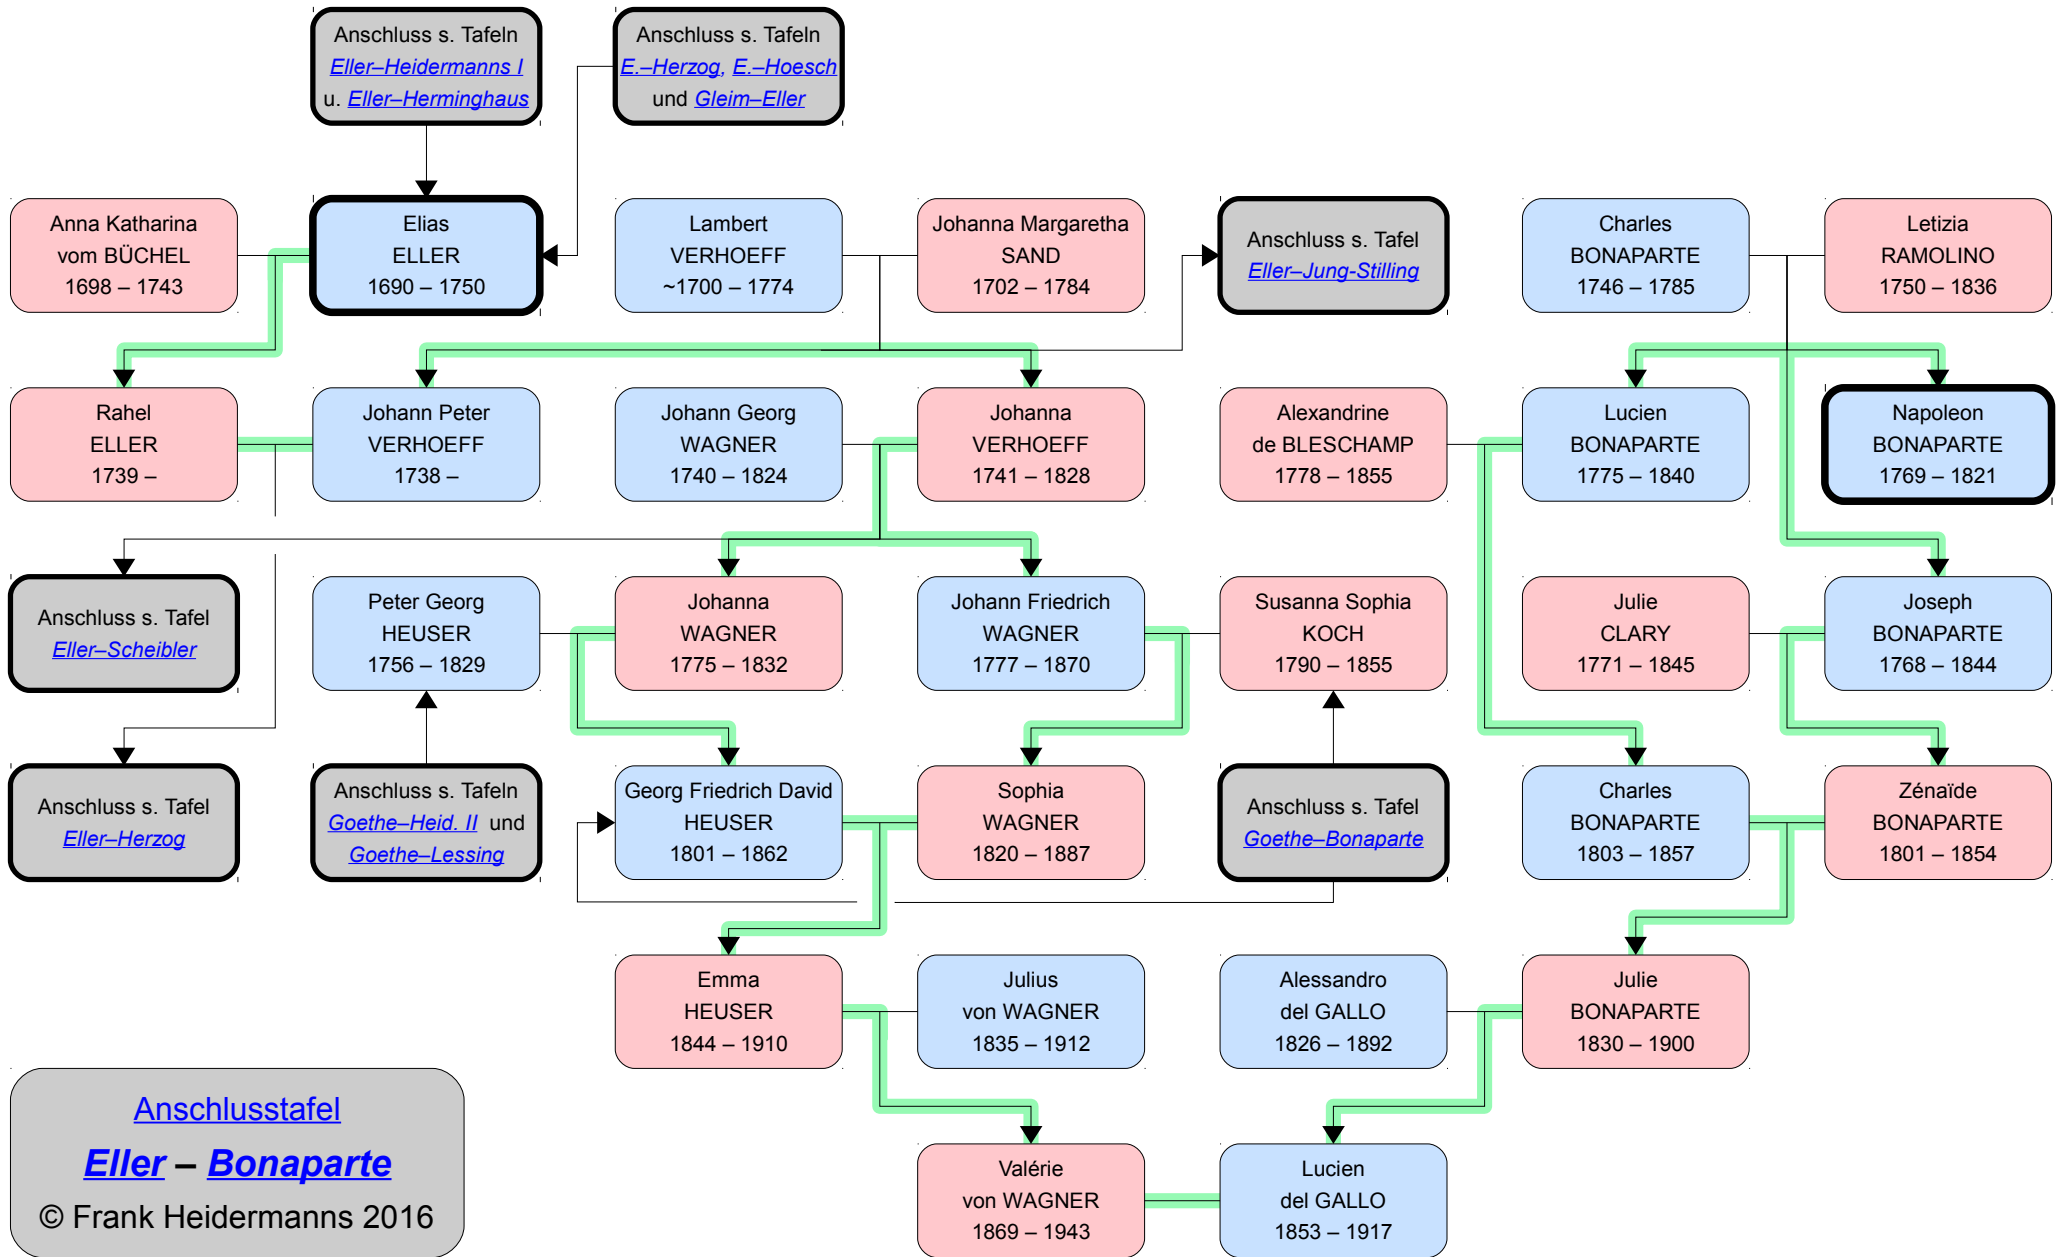 Anschluss s. Tafeln
Eller–Heidermanns I
u. Eller–Herminghaus
Anschluss s. Tafeln
E.–Herzog, E.–Hoesch
und Gleim–Eller
Anna Katharina
vom BÜCHEL
1698 – 1743
Elias
ELLER
1690 – 1750
Lambert
VERHOEFF
~1700 – 1774
Johanna Margaretha
SAND
1702 – 1784
Anschluss s. Tafel
Eller–Jung-Stilling
Charles
BONAPARTE
1746 – 1785
Letizia
RAMOLINO
1750 – 1836
Rahel
ELLER
1739 –
Johann Peter
VERHOEFF
1738 –
Johann Georg
WAGNER
1740 – 1824
Johanna
VERHOEFF
1741 – 1828
Alexandrine
de BLESCHAMP
1778 – 1855
Lucien
BONAPARTE
1775 – 1840
Napoleon
BONAPARTE
1769 – 1821
Anschluss s. Tafel
Eller–Scheibler
Peter Georg
HEUSER
1756 – 1829
Johanna
WAGNER
1775 – 1832
Johann Friedrich
WAGNER
1777 – 1870
Susanna Sophia
KOCH
1790 – 1855
Julie
CLARY
1771 – 1845
Joseph
BONAPARTE
1768 – 1844
Anschluss s. Tafel
Eller–Herzog
Anschluss s. Tafeln
Goethe–Heid. II und
Goethe–Lessing
Georg Friedrich David
HEUSER
1801 – 1862
Sophia
WAGNER
1820 – 1887
Anschluss s. Tafel
Goethe–Bonaparte
Charles
BONAPARTE
1803 – 1857
Zénaïde
BONAPARTE
1801 – 1854
Emma
HEUSER
1844 – 1910
Julius
von WAGNER
1835 – 1912
Alessandro
del GALLO
1826 – 1892
Julie
BONAPARTE
1830 – 1900
Anschlusstafel
Eller – Bonaparte
© Frank Heidermanns 2016
Valérie
von WAGNER
1869 – 1943
Lucien
del GALLO
1853 – 1917